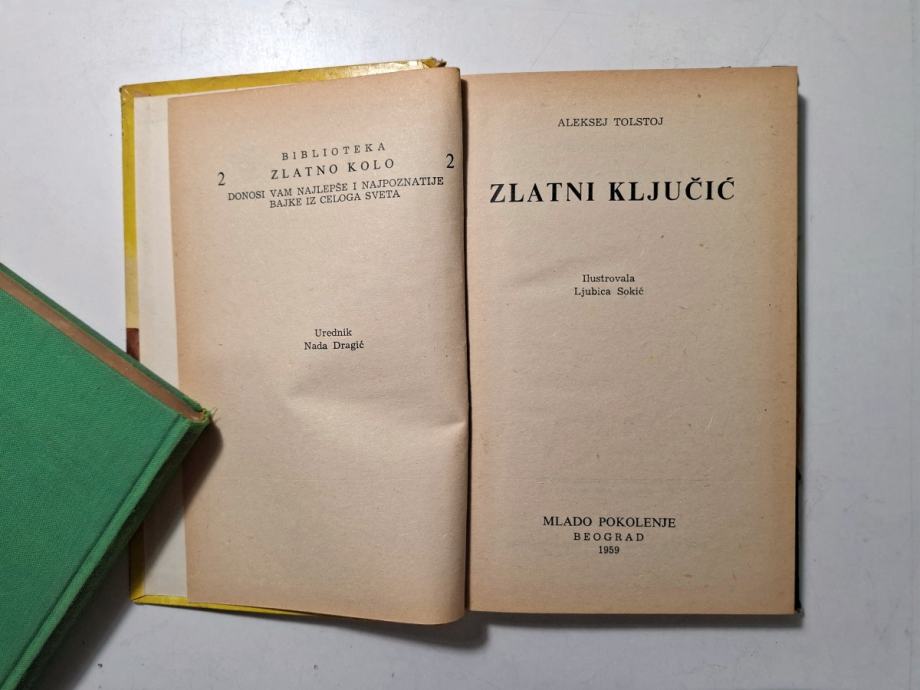 BIBLIOTEKA
2 ZLATNO KOLO 2
DONOSI VAM NAJLEPŠE I NAJPOZNATIJE
BAJKE IZ CELOGA SVETA
Urednik
Nada Dragić
ALEKSEJ TOLSTOJ
ZLATNI KLJUČIĆ
Ilustrovala
Ljubica Sokić
MLADO POKOLENJE
BEOGRAD
1959